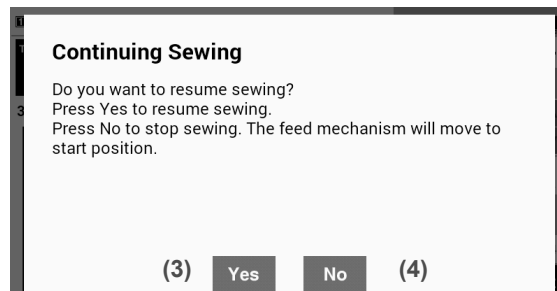 Continuing Sewing
Do you want to resume sewing?
Press Yes to resume sewing.
Press No to stop sewing. The feed mechanism will move to
start position.
(3) Yes No (4)